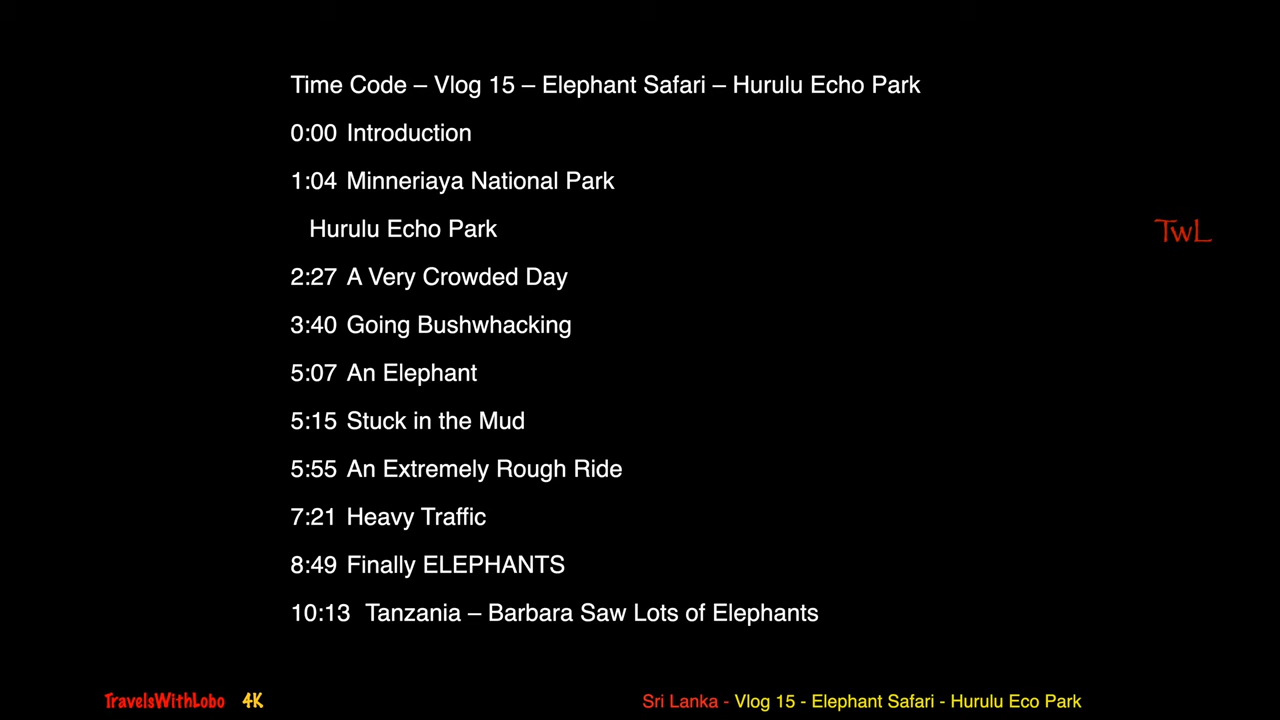 Time Code – Vlog 15 – Elephant Safari – Hurulu Echo Park
0:00 Introduction
1:04 Minneriaya National Park
Hurulu Echo Park
TwL
2:27 A Very Crowded Day
3:40 Going Bushwhacking
5:07 An Elephant
5:15 Stuck in the Mud
5:55 An Extremely Rough Ride
7:21 Heavy Traffic
8:49 Finally ELEPHANTS
10:13 Tanzania – Barbara Saw Lots of Elephants
TravelsWithLobo 4K
Sri Lanka - Vlog 15 - Elephant Safari - Hurulu Eco Park